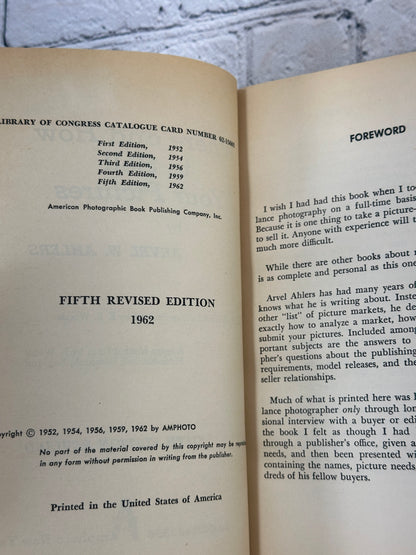 LIBRARY OF CONGRESS CATALOGUE CARD NUMBER
First Edition, 1952
Second Edition, 1954
Third Edition, 1956
Fourth Edition, 1959
Fifth Edition, 1962
American Photographic Book Publishing Company, Inc.
FIFTH REVISED EDITION
1962
Copyright © 1952, 1954, 1956, 1959, 1962 by AMPHOTO
No part of the material covered by this copyright may be
in any form without permission in writing from the publisher.
Printed in the United States of America
FOREWORD
I wish I had had this book when I to
lance photography on a full-time basis
Because it is one thing to take a picture—
to sell it. Anyone with experience will t
much more difficult.
While there are other books about
is as complete and personal as this one
Arvel Ahlers has had many years of
knows what he is writing about. Inste
other "list" of picture markets, he de
exactly how to analyze a market, how
submit your pictures. Included among
portant subjects are the answers to
pher's questions about the publishing
requirements, model releases, and the
seller relationships.
Much of what is printed here was l
lance photographer only through lon
sional interview with a buyer or edi
the book I felt as though I had
through a publisher's office, given a
needs, and then been presented wi
containing the names, picture needs,
dreds of his fellow buyers.